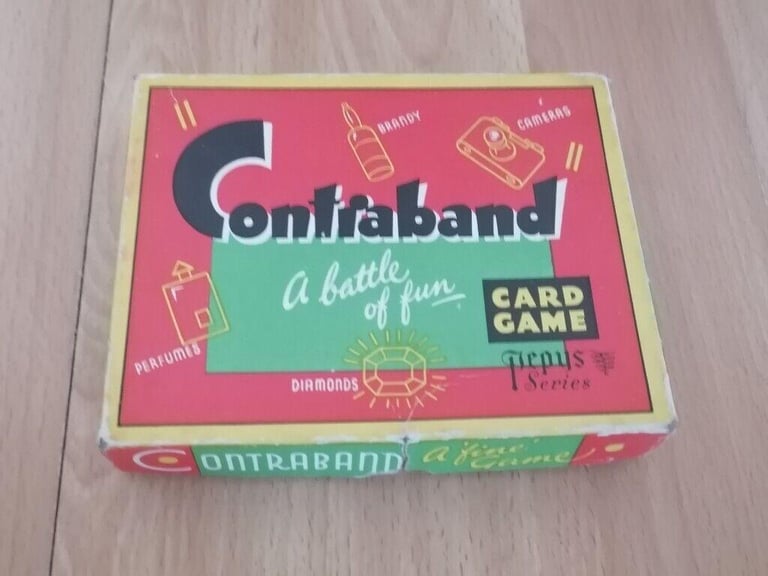 BRANDY
CAMERAS
Contraband
A battle
of fun
CARD
GAME
PERFUMES
DIAMONDS
Pepys
Series
CONTRABAND A 'fine' Game